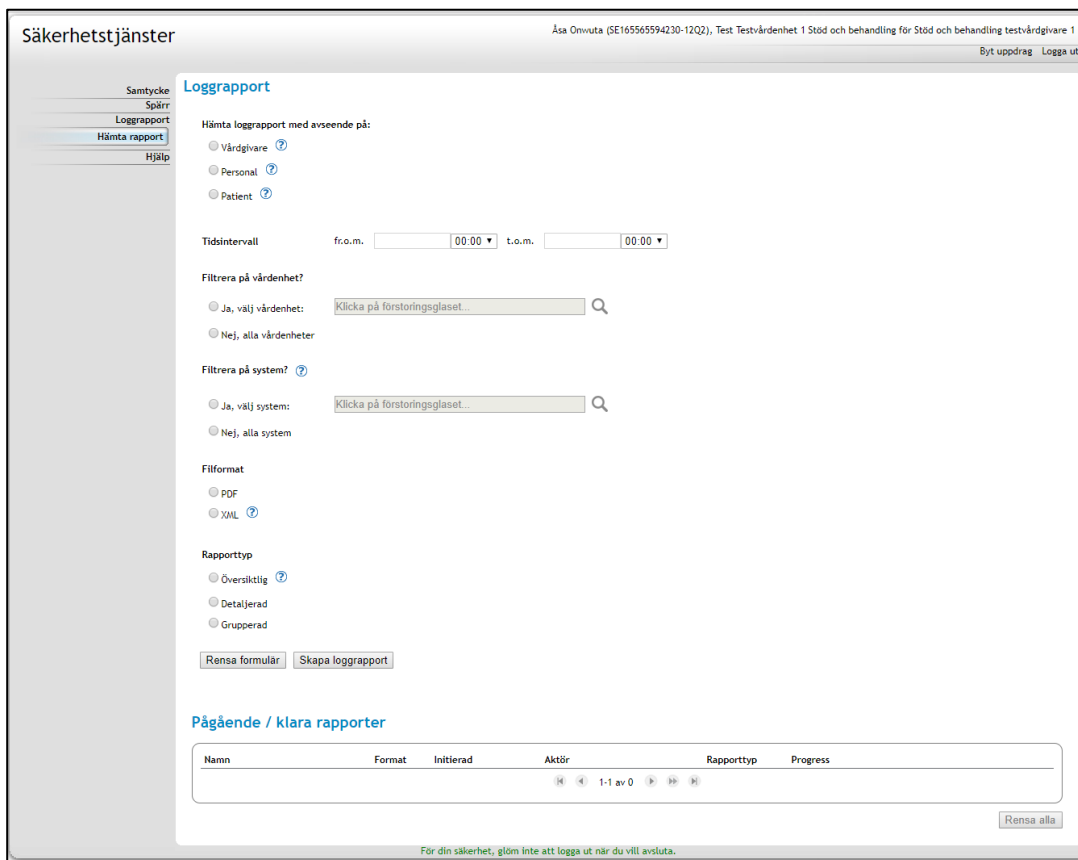 Säkerhetstjänster
Åsa Onwuta (SE165565594230-12Q2), Test Testvårdenhet 1 Stöd och behandling för Stöd och behandling testvårdgivare 1
Byt uppdrag Logga ut
Samtycke
Spärr
Loggrapport
Hämta rapport
Hjälp
Loggrapport
Hämta loggrapport med avseende på:
Vårdgivare ?
Personal ?
Patient ?
Tidsintervall fr.o.m. 00:00 t.o.m. 00:00
Filtrera på vårdenhet?
Ja, välj vårdenhet: Klicka på förstoringsglaset...
Nej, alla vårdenheter
Filtrera på system? ?
Ja, välj system: Klicka på förstoringsglaset...
Nej, alla system
Filformat
PDF
XML ?
Rapporttyp
Översiktlig ?
Detaljerad
Grupperad
Rensa formulär Skapa loggrapport
Pågående / klara rapporter
Namn Format Initierad Aktör Rapporttyp Progress
1-1 av 0
Rensa alla
För din säkerhet, glöm inte att logga ut när du vill avsluta.